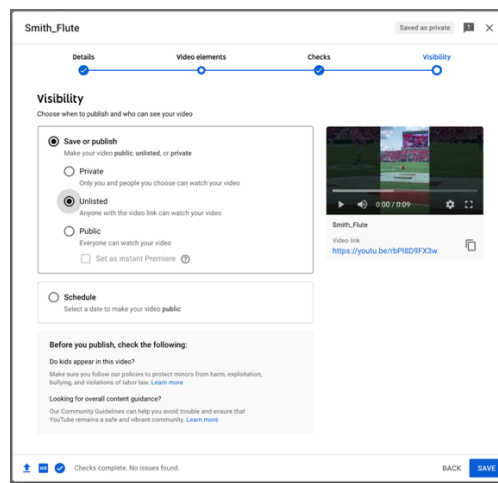 Smith_Flute
Saved as private
Details
Video elements
Checks
Visibility
Visibility
Choose when to publish and who can see your video
Save or publish
Make your video public, unlisted, or private
Private
Only you and people you choose can watch your video
Unlisted
Anyone with the video link can watch your video
Public
Everyone can watch your video
Set as instant Premiere
Schedule
Select a date to make your video public
Before you publish, check the following:
Do kids appear in this video?
Make sure you follow our policies to protect minors from harm, exploitation,
bullying, and violations of labor law. Learn more
Looking for overall content guidance?
Our Community Guidelines can help you avoid trouble and ensure that
YouTube remains a safe and vibrant community. Learn more
0:00 / 0:09
Smith_Flute
Video link
https://youtu.be/rbPI8D9FX3w
HD
Checks complete. No issues found.
BACK
SAVE